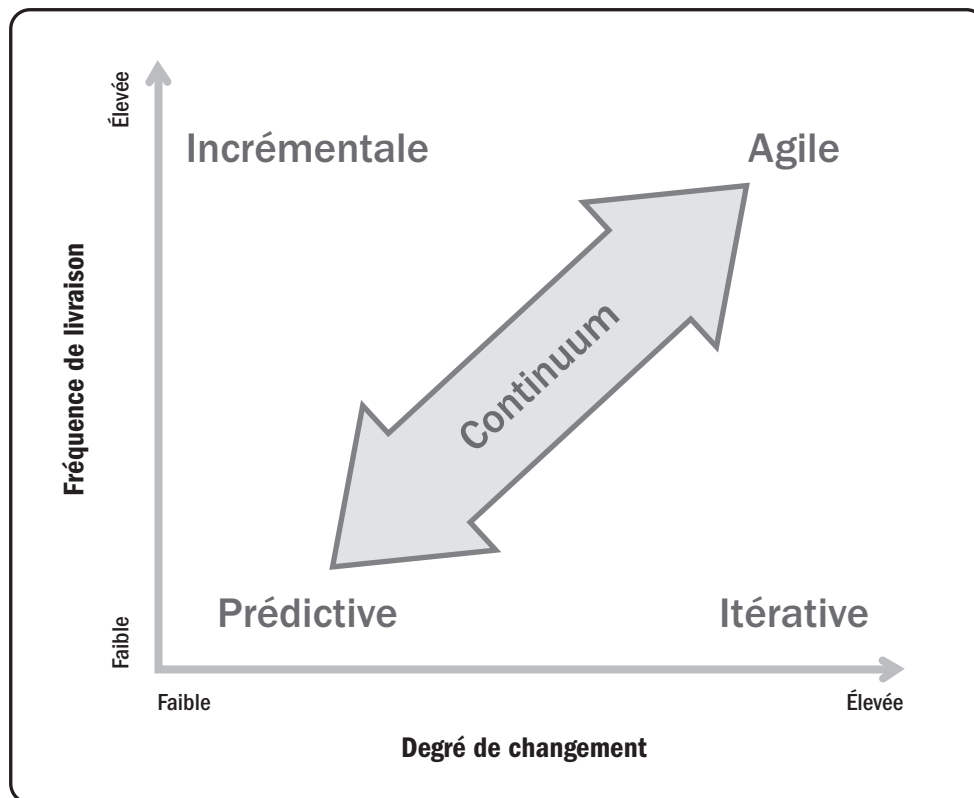 Élevée
Incrémentale
Agile
Fréquence de livraison
Continuum
Prédictive
Itérative
Faible
Faible
Élevée
Degré de changement